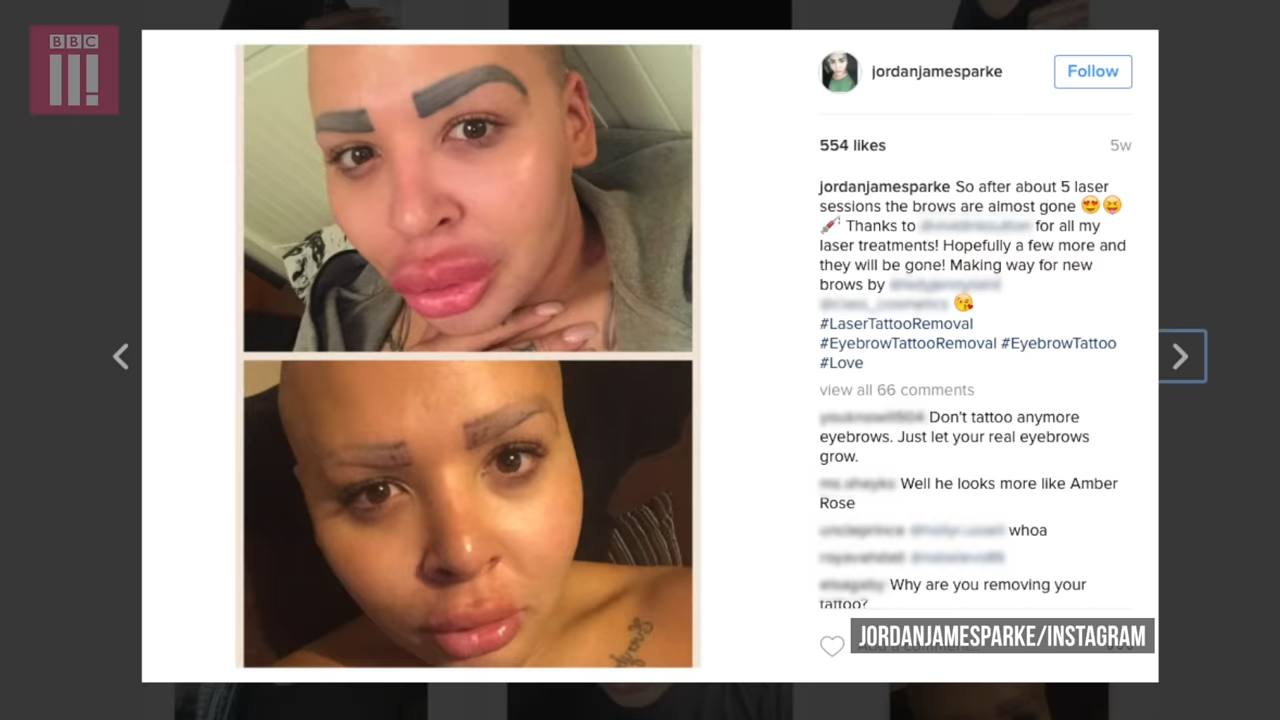 BBC
III!
jordanjamesparke
Follow
554 likes
5w
jordanjamesparke So after about 5 laser
sessions the brows are almost gone 😍😝
💉 Thanks to for all my
laser treatments! Hopefully a few more and
they will be gone! Making way for new
brows by
😘
#LaserTattooRemoval
#EyebrowTattooRemoval #EyebrowTattoo
#Love
view all 66 comments
Don't tattoo anymore
eyebrows. Just let your real eyebrows
grow.
Well he looks more like Amber
Rose
whoa
Why are you removing your
tattoo?
JORDANJAMESPARKE/INSTAGRAM